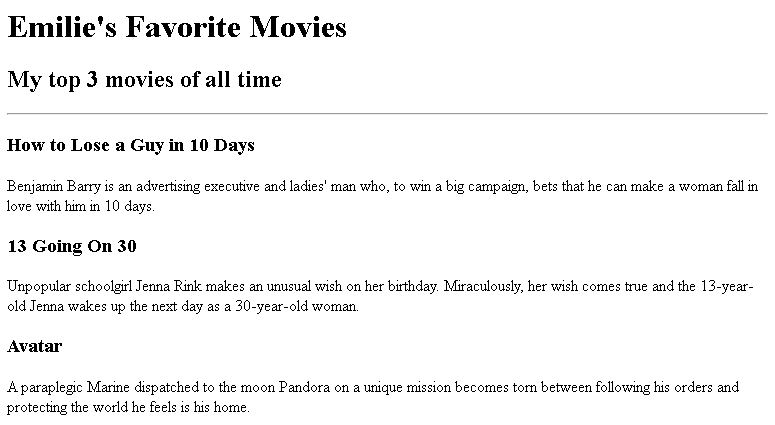 Emilie's Favorite Movies
My top 3 movies of all time
How to Lose a Guy in 10 Days
Benjamin Barry is an advertising executive and ladies' man who, to win a big campaign, bets that he can make a woman fall in
love with him in 10 days.
13 Going On 30
Unpopular schoolgirl Jenna Rink makes an unusual wish on her birthday. Miraculously, her wish comes true and the 13-year-
old Jenna wakes up the next day as a 30-year-old woman.
Avatar
A paraplegic Marine dispatched to the moon Pandora on a unique mission becomes torn between following his orders and
protecting the world he feels is his home.